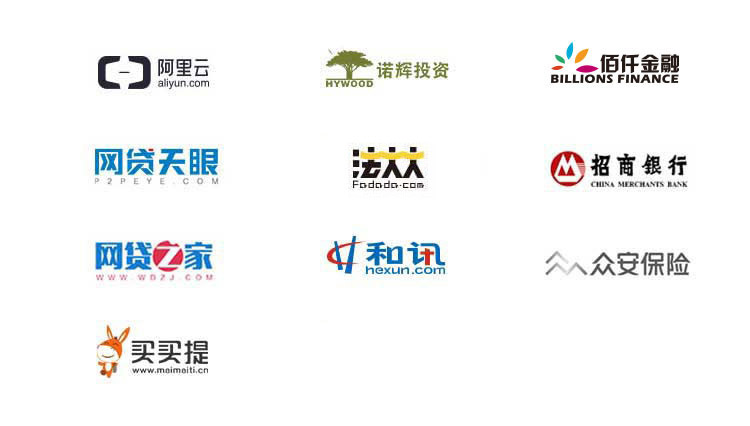 阿里云
aliyun.com
诺辉投资
HYWOOD
佰仟金融
BILLIONS FINANCE
网贷天眼
P2PEYE.COM
法大大
Fadada.com
招商银行
CHINA MERCHANTS BANK
网贷之家
WWW.WDZJ.COM
和讯
hexun.com
众安保险
买买提
www.maimaiti.cn